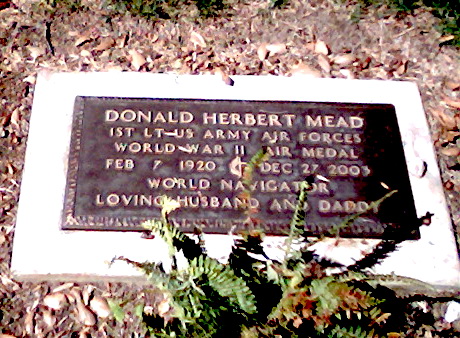 DONALD HERBERT MEAD
1ST LT US ARMY AIR FORCES
WORLD WAR II AIR MEDAL
FEB 7 1920 DEC 2003
WORLD NAVIGATOR
LOVING HUSBAND AND DADDY